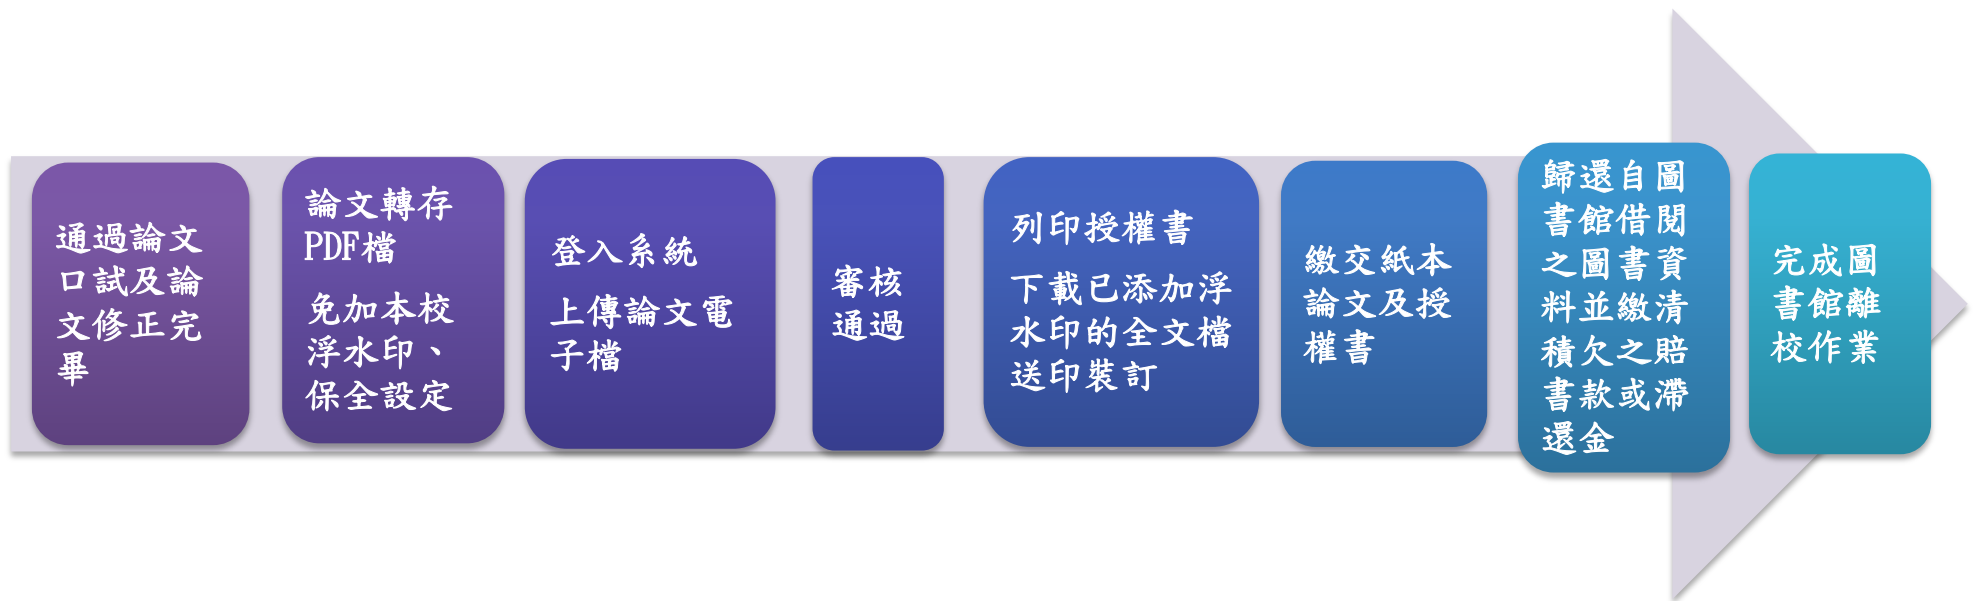 通過論文
口試及論
文修正完
畢
論文轉存
PDF檔
免加本校
浮水印、
保全設定
登入系統
上傳論文電
子檔
審核
通過
列印授權書
下載已添加浮
水印的全文檔
送印裝訂
繳交紙本
論文及授
權書
歸還自圖
書館借閱
之圖書資
料並繳清
積欠之賠
書款或滯
還金
完成圖
書館離
校作業